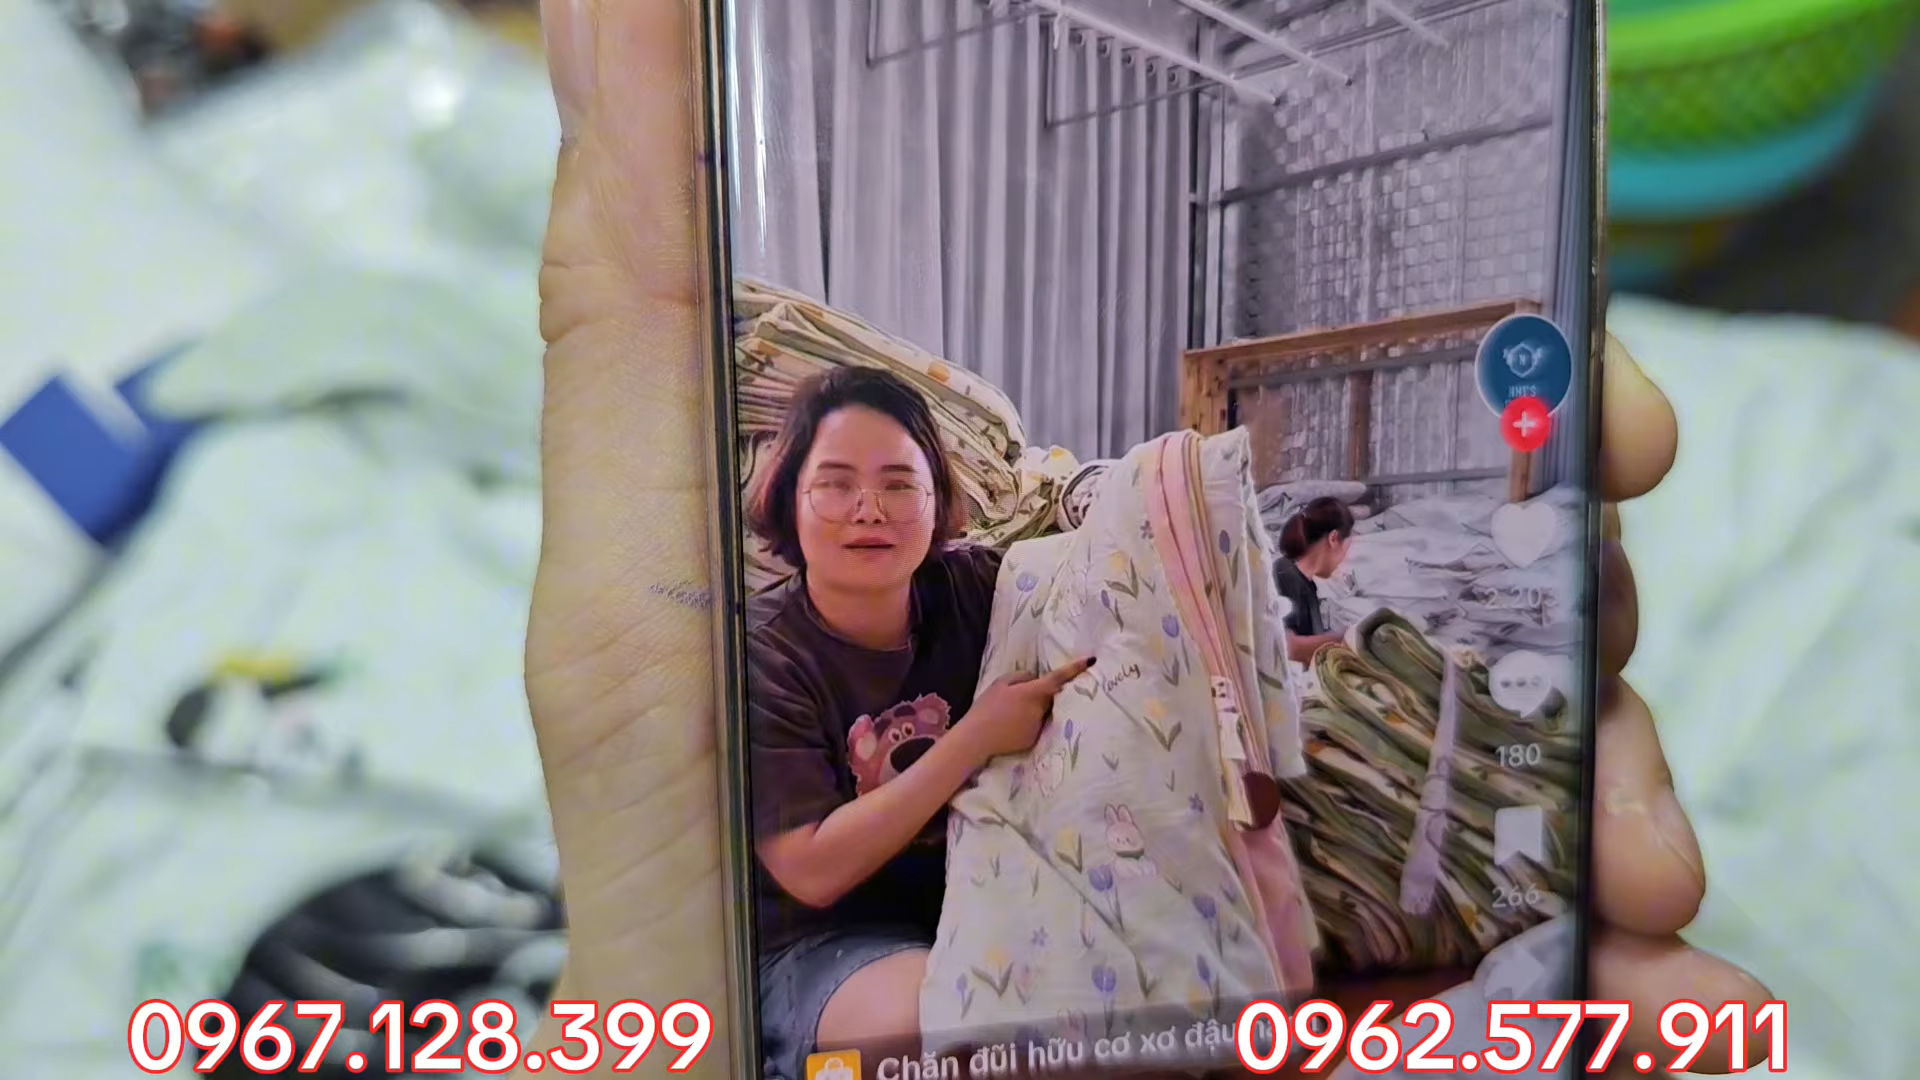 lovely
180
266
Chăn đũi hữu cơ xơ đậu
0967.128.399
0962.577.911